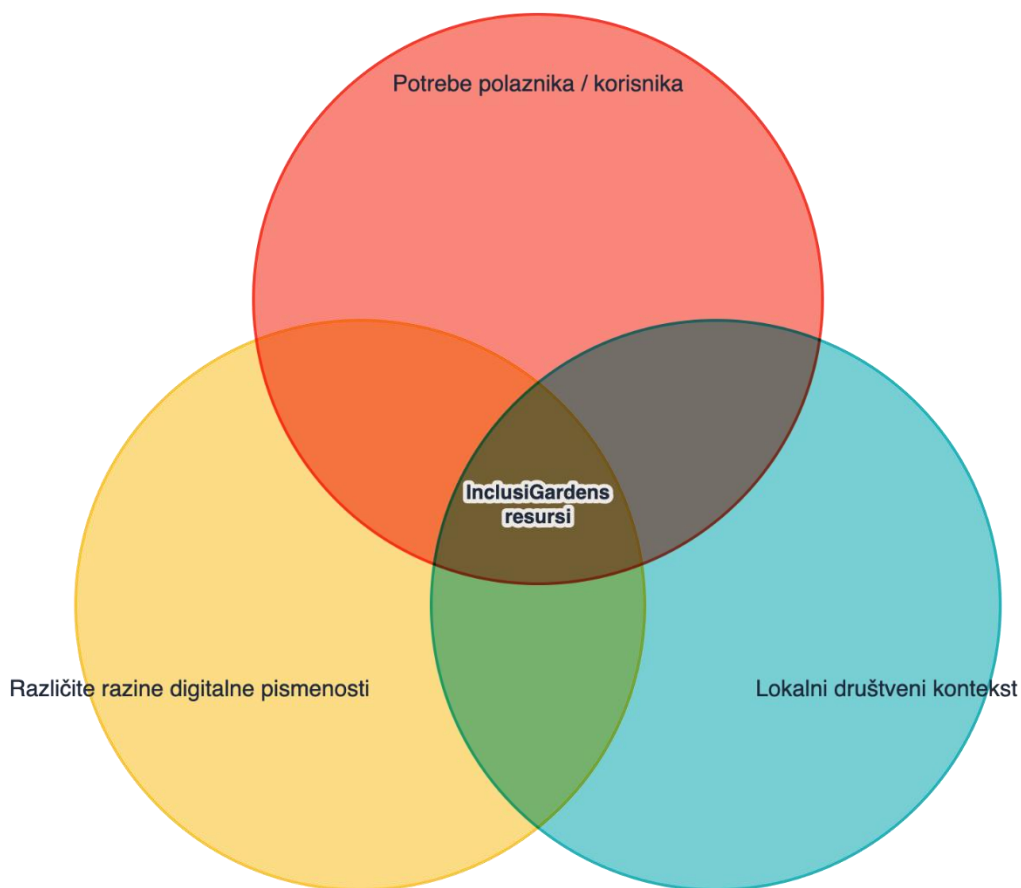 Potrebe polaznika / korisnika
InclusiGardens
resursi
Različite razine digitalne pismenosti
Lokalni društveni kontekst